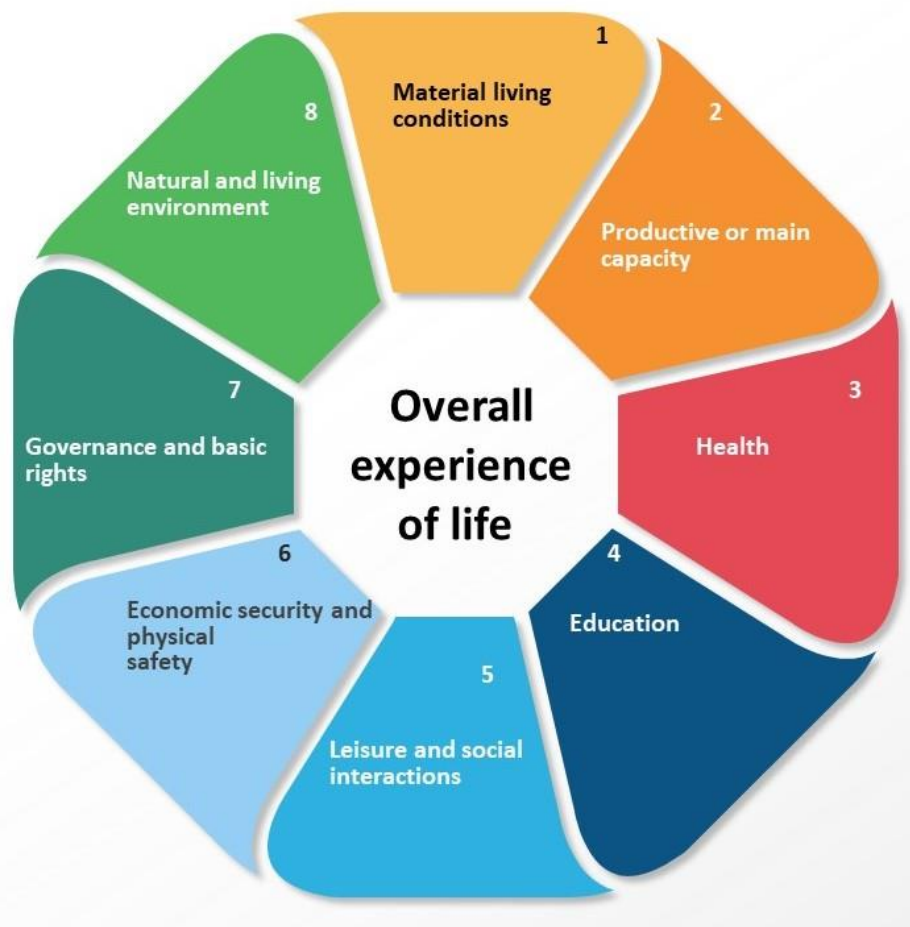 1
Material living
conditions
2
Productive or main
capacity
3
Health
4
Education
5
Leisure and social
interactions
6
Economic security and
physical
safety
7
Governance and basic
rights
8
Natural and living
environment
Overall
experience
of life